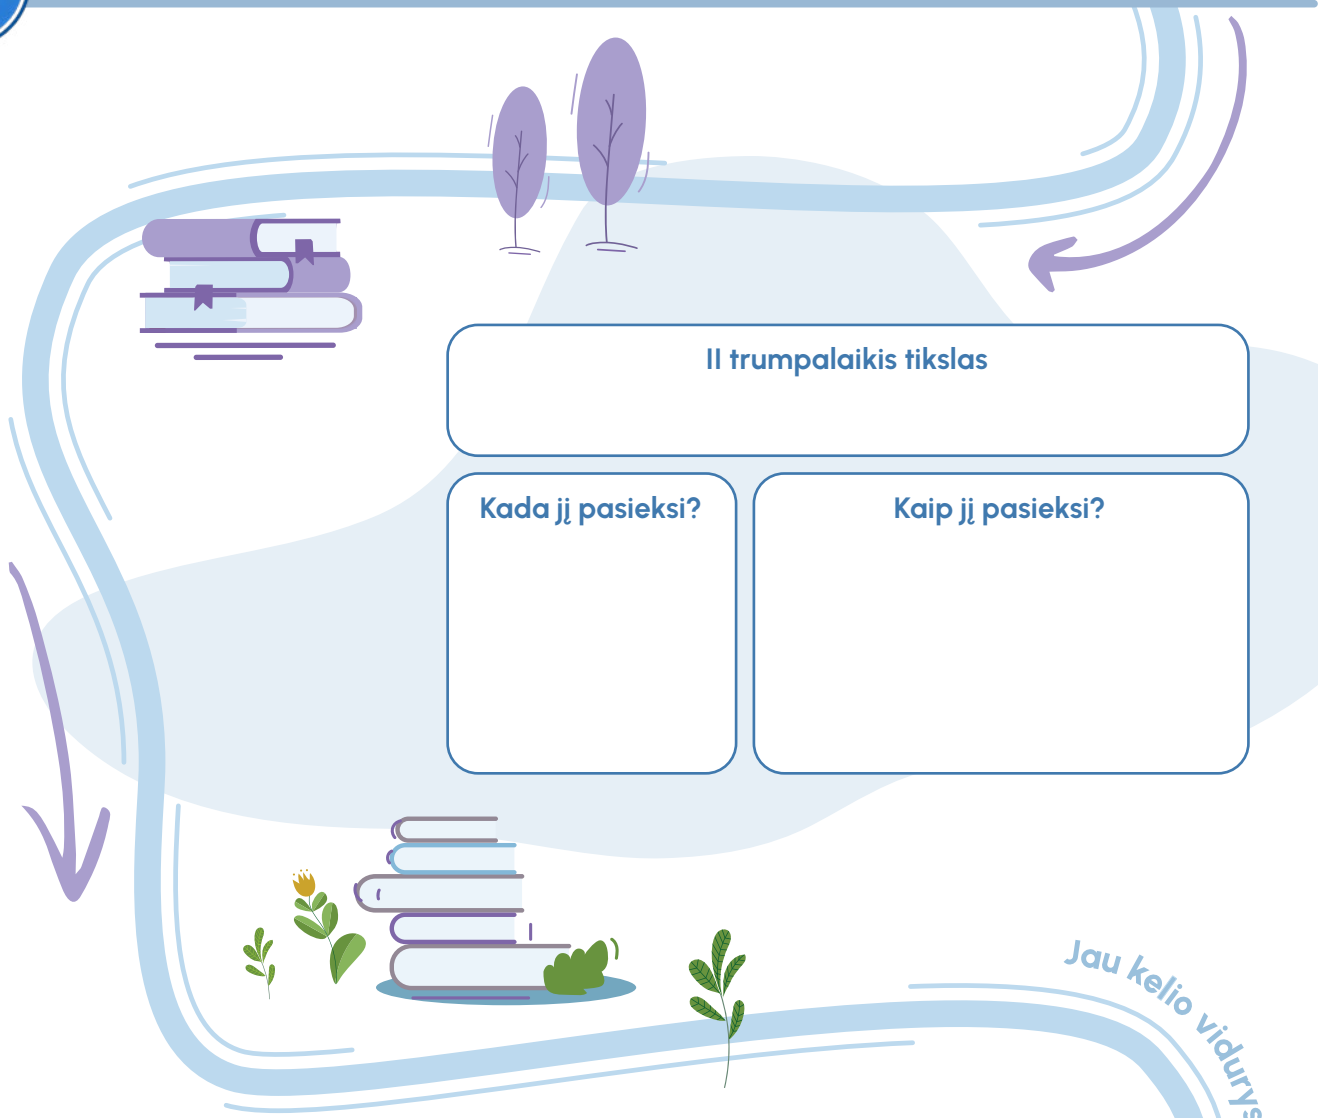 II trumpalaikis tikslas
Kada jį pasieksi?
Kaip jį pasieksi?
Jau kelio vidurys